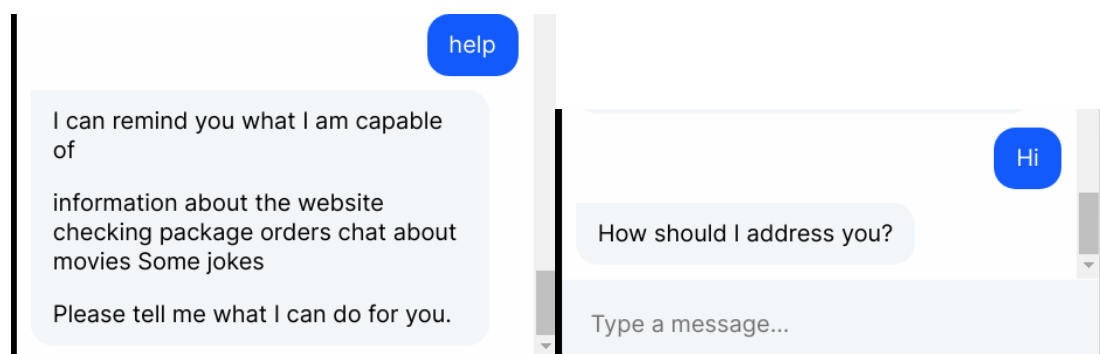 help
I can remind you what I am capable
of
information about the website
checking package orders chat about
movies Some jokes
Please tell me what I can do for you.
Hi
How should I address you?
Type a message...